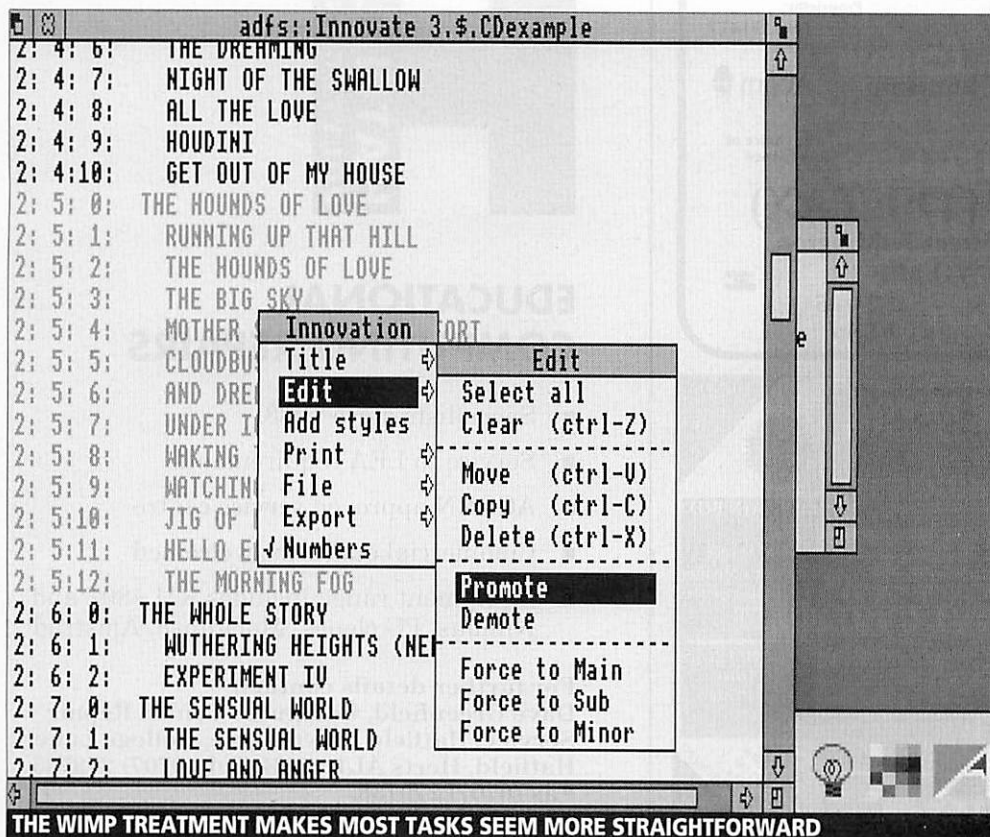 adfs::Innovate 3.$.CDexample
2: 4: 6: THE DREAMING
2: 4: 7: NIGHT OF THE SWALLOW
2: 4: 8: ALL THE LOVE
2: 4: 9: HOUDINI
2: 4:10: GET OUT OF MY HOUSE
2: 5: 0: THE HOUNDS OF LOVE
2: 5: 1: RUNNING UP THAT HILL
2: 5: 2: THE HOUNDS OF LOVE
2: 5: 3: THE BIG SKY
2: 5: 4: MOTHER S FORT
2: 5: 5: CLOUDBUS
2: 5: 6: AND DREA
2: 5: 7: UNDER I
2: 5: 8: WAKING
2: 5: 9: WATCHING
2: 5:10: JIG OF
2: 5:11: HELLO E
2: 5:12: THE MORNING FOG
2: 6: 0: THE WHOLE STORY
2: 6: 1: WUTHERING HEIGHTS (NE
2: 6: 2: EXPERIMENT IV
2: 7: 0: THE SENSUAL WORLD
2: 7: 1: THE SENSUAL WORLD
2: 7: 2: LOVE AND ANGER
Innovation
Title
Edit
Add styles
Print
File
Export
√Numbers
Edit
Select all
Clear (ctrl-Z)
Move (ctrl-V)
Copy (ctrl-C)
Delete (ctrl-X)
Promote
Demote
Force to Main
Force to Sub
Force to Minor
e
THE WIMP TREATMENT MAKES MOST TASKS SEEM MORE STRAIGHTFORWARD